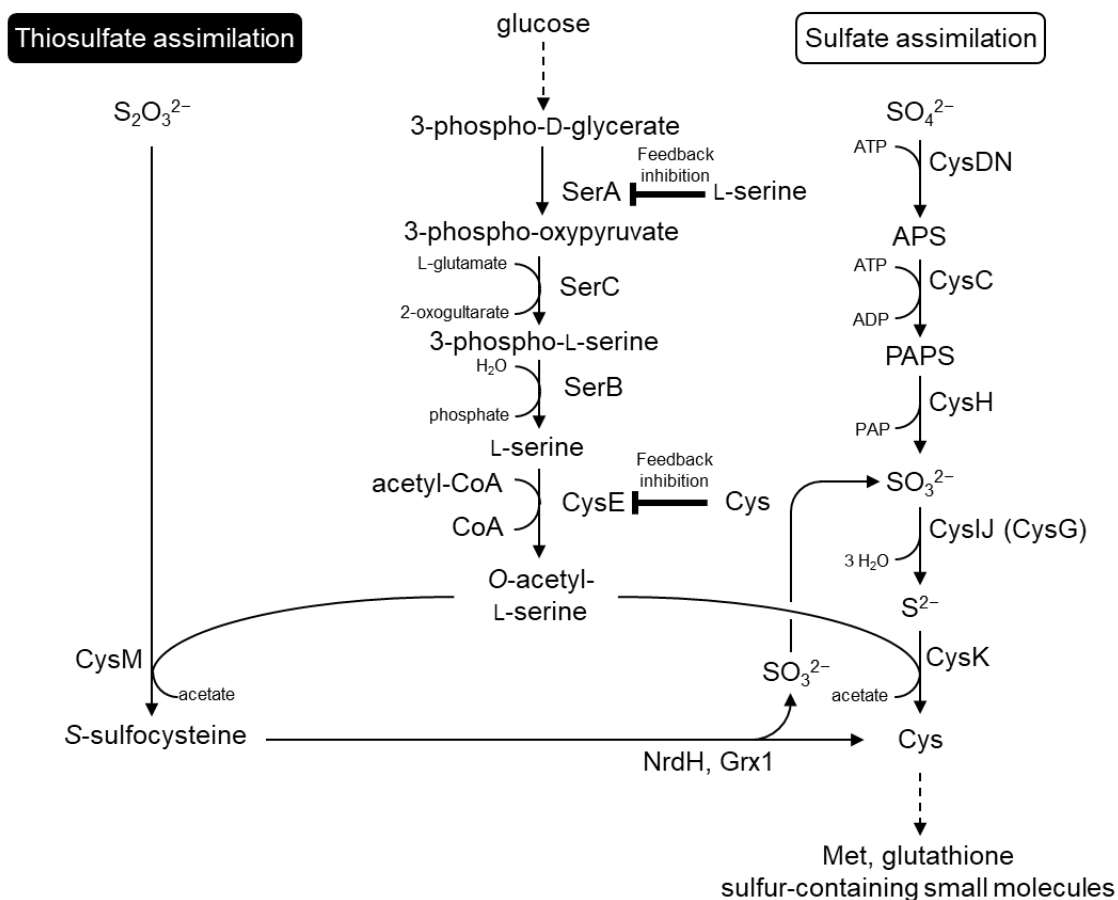 Thiosulfate assimilation
S₂O₃²⁻
CysM
acetate
S-sulfocysteine
glucose
3-phospho-D-glycerate
Feedback
inhibition
SerA
L-serine
3-phospho-oxypyruvate
L-glutamate
SerC
2-oxogultarate
3-phospho-L-serine
H₂O
SerB
phosphate
L-serine
Feedback
inhibition
acetyl-CoA
CysE
Cys
CoA
O-acetyl-
L-serine
SO₃²⁻
NrdH, Grx1
Sulfate assimilation
SO₄²⁻
ATP
CysDN
APS
ATP
CysC
ADP
PAPS
CysH
PAP
SO₃²⁻
CysIJ (CysG)
3 H₂O
S²⁻
CysK
acetate
Cys
Met, glutathione
sulfur-containing small molecules